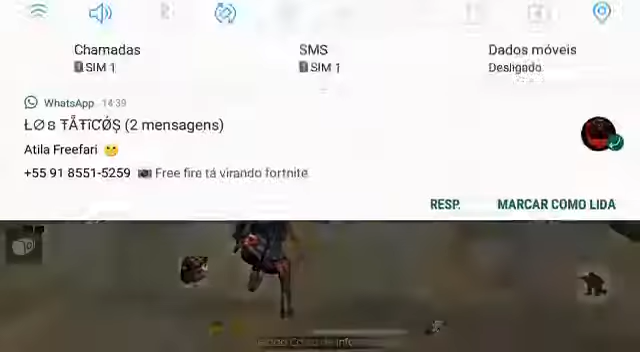 Chamadas
SIM 1
SMS
SIM 1
Dados móveis
Desligado
WhatsApp · 14:39
ŁØs ŦÅŦiCØŞ (2 mensagens)
Atila Freefari 😬
+55 91 8551-5259 📷 Free fire tá virando fortnite
RESP.
MARCAR COMO LIDA